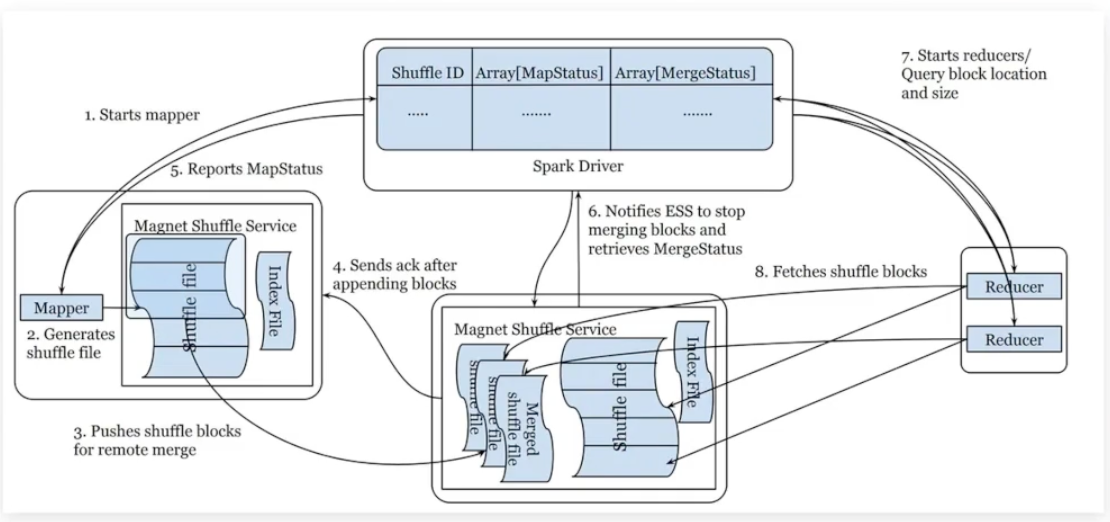 Shuffle ID
Array[MapStatus]
Array[MergeStatus]
.....
.......
.......
Spark Driver
1. Starts mapper
5. Reports MapStatus
7. Starts reducers/
Query block location
and size
Magnet Shuffle Service
Shuffle file
Index File
Mapper
2. Generates
shuffle file
3. Pushes shuffle blocks
for remote merge
4. Sends ack after
appending blocks
6. Notifies ESS to stop
merging blocks and
retrieves MergeStatus
8. Fetches shuffle blocks
Magnet Shuffle Service
shuffle file
shuffle file
Merged
shuffle file
Shuffle file
Index File
Reducer
Reducer